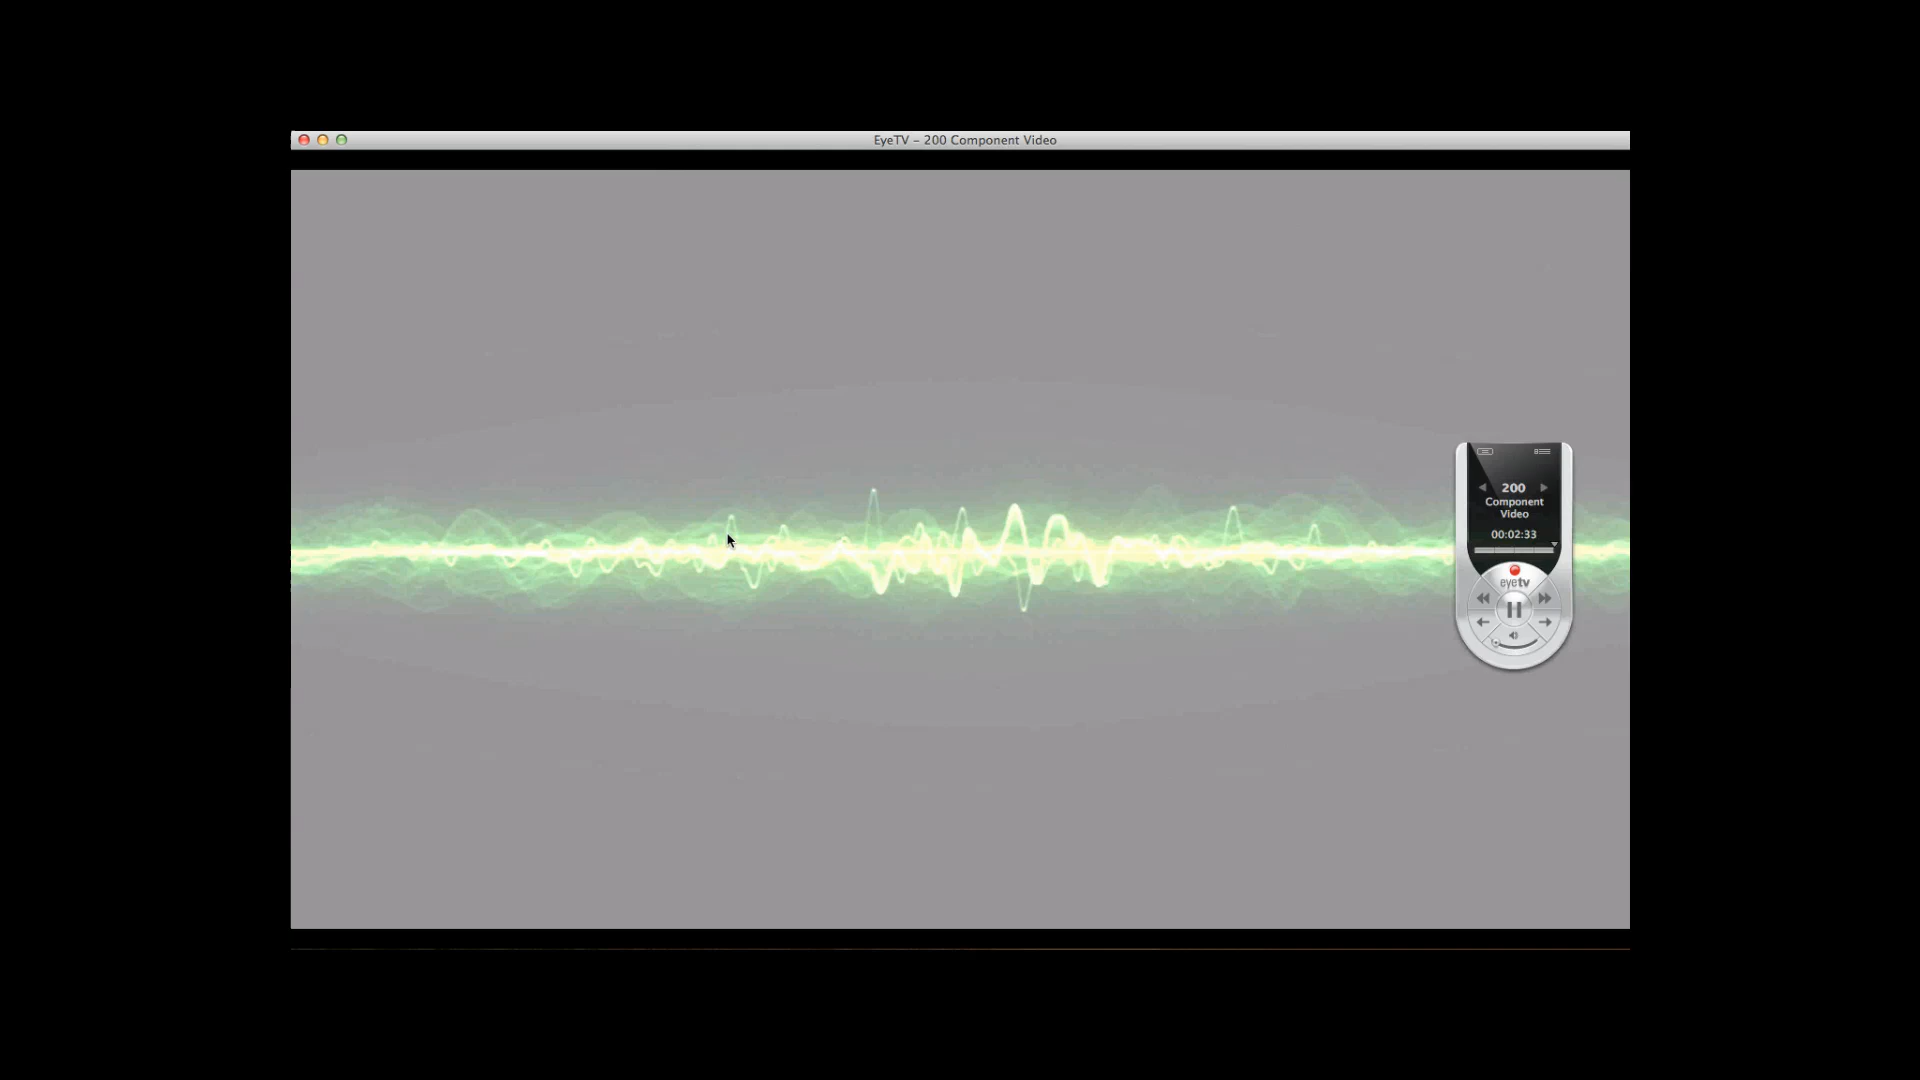 EyeTV – 200 Component Video
200
Component
Video
00:02:33
eyetv